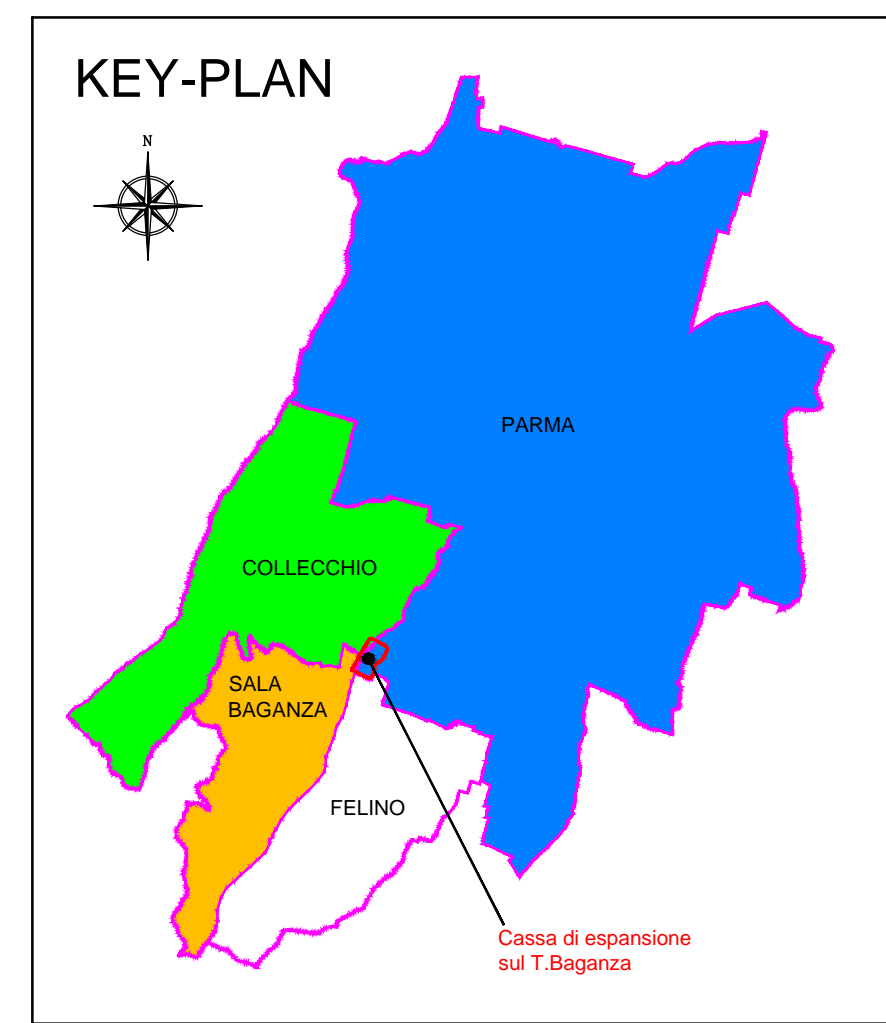 KEY-PLAN
N
PARMA
COLLECCHIO
SALA
BAGANZA
FELINO
Cassa di espansione
sul T.Baganza